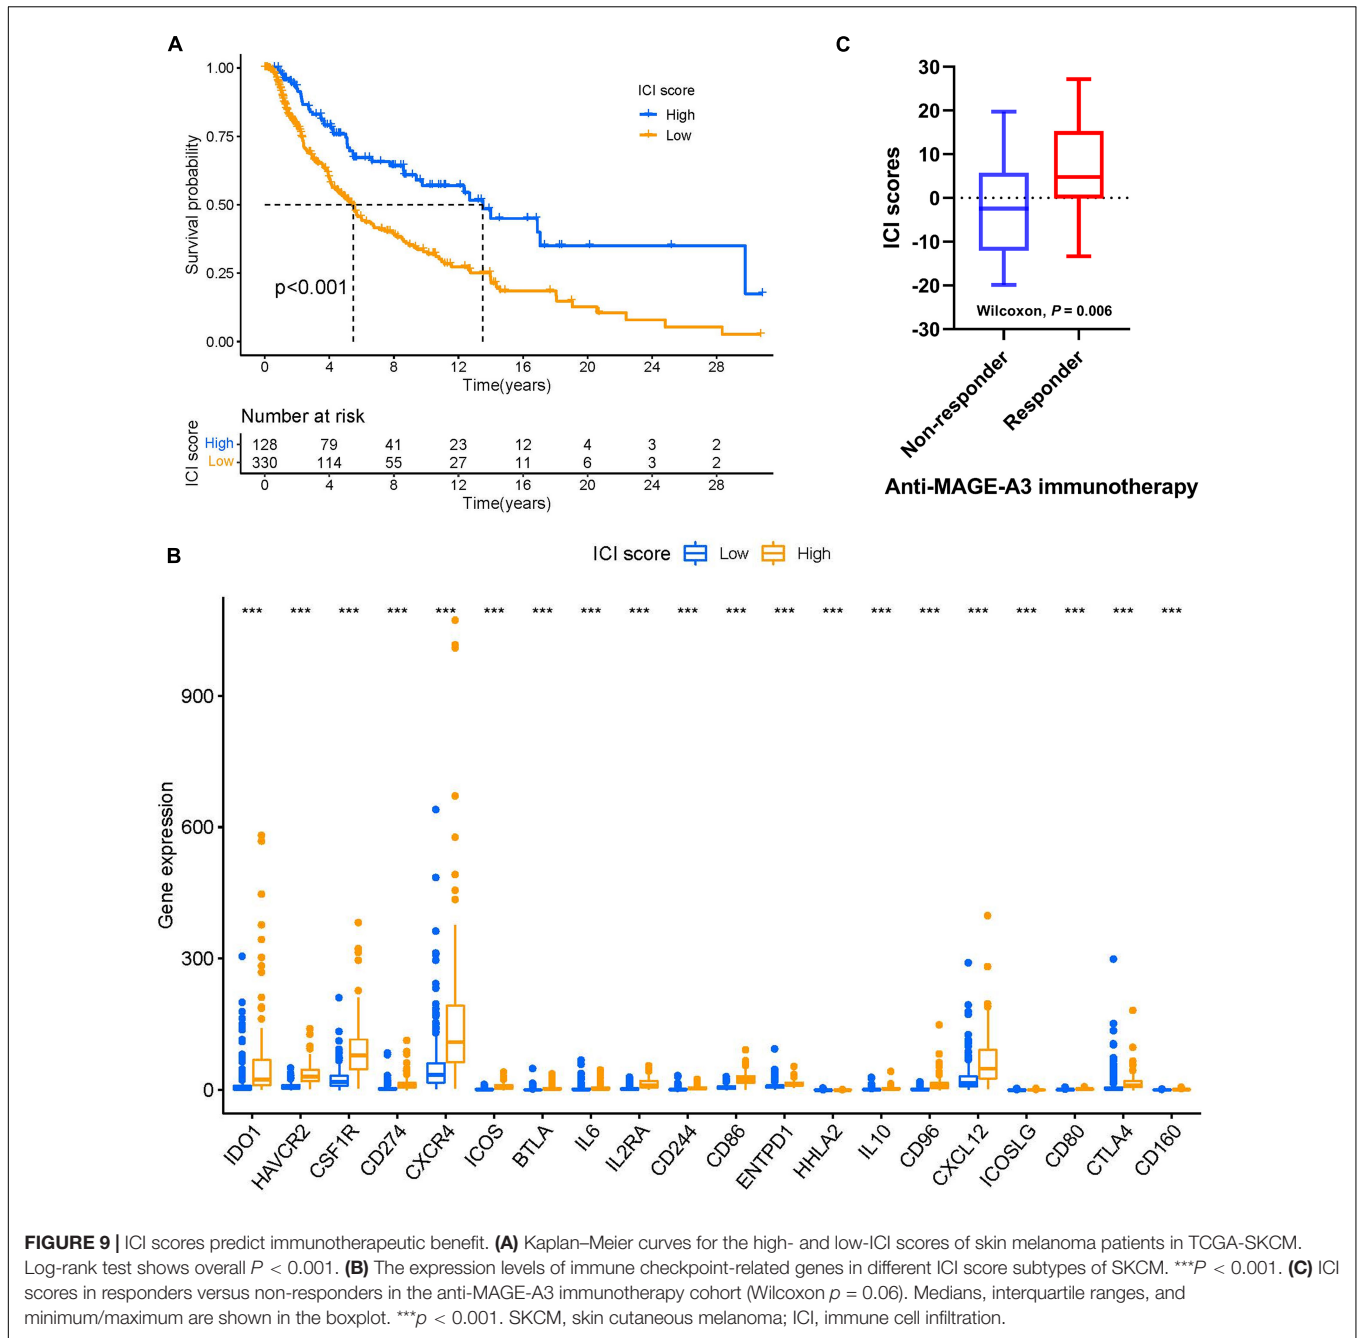 A
1.00
0.75
0.50
0.25
0.00
Survival probability
ICI score
High
Low
p<0.001
0 4 8 12 16 20 24 28
Time(years)
Number at risk
ICI score
High 128 79 41 23 12 4 3 2
Low 330 114 55 27 11 6 3 2
0 4 8 12 16 20 24 28
Time(years)
C
30
20
10
0
-10
-20
-30
ICI scores
Wilcoxon, P = 0.006
Non-responder
Responder
Anti-MAGE-A3 immunotherapy
B
ICI score Low High
*** *** *** *** *** *** *** *** *** *** *** *** *** *** *** *** *** *** *** ***
900
600
300
0
Gene expression
IDO1
HAVCR2
CSF1R
CD274
CXCR4
ICOS
BTLA
IL6
IL2RA
CD244
CD86
ENTPD1
HHLA2
IL10
CD96
CXCL12
ICOSLG
CD80
CTLA4
CD160
FIGURE 9 | ICI scores predict immunotherapeutic benefit. (A) Kaplan–Meier curves for the high- and low-ICI scores of skin melanoma patients in TCGA-SKCM.
Log-rank test shows overall P < 0.001. (B) The expression levels of immune checkpoint-related genes in different ICI score subtypes of SKCM. ***P < 0.001. (C) ICI
scores in responders versus non-responders in the anti-MAGE-A3 immunotherapy cohort (Wilcoxon p = 0.06). Medians, interquartile ranges, and
minimum/maximum are shown in the boxplot. ***p < 0.001. SKCM, skin cutaneous melanoma; ICI, immune cell infiltration.